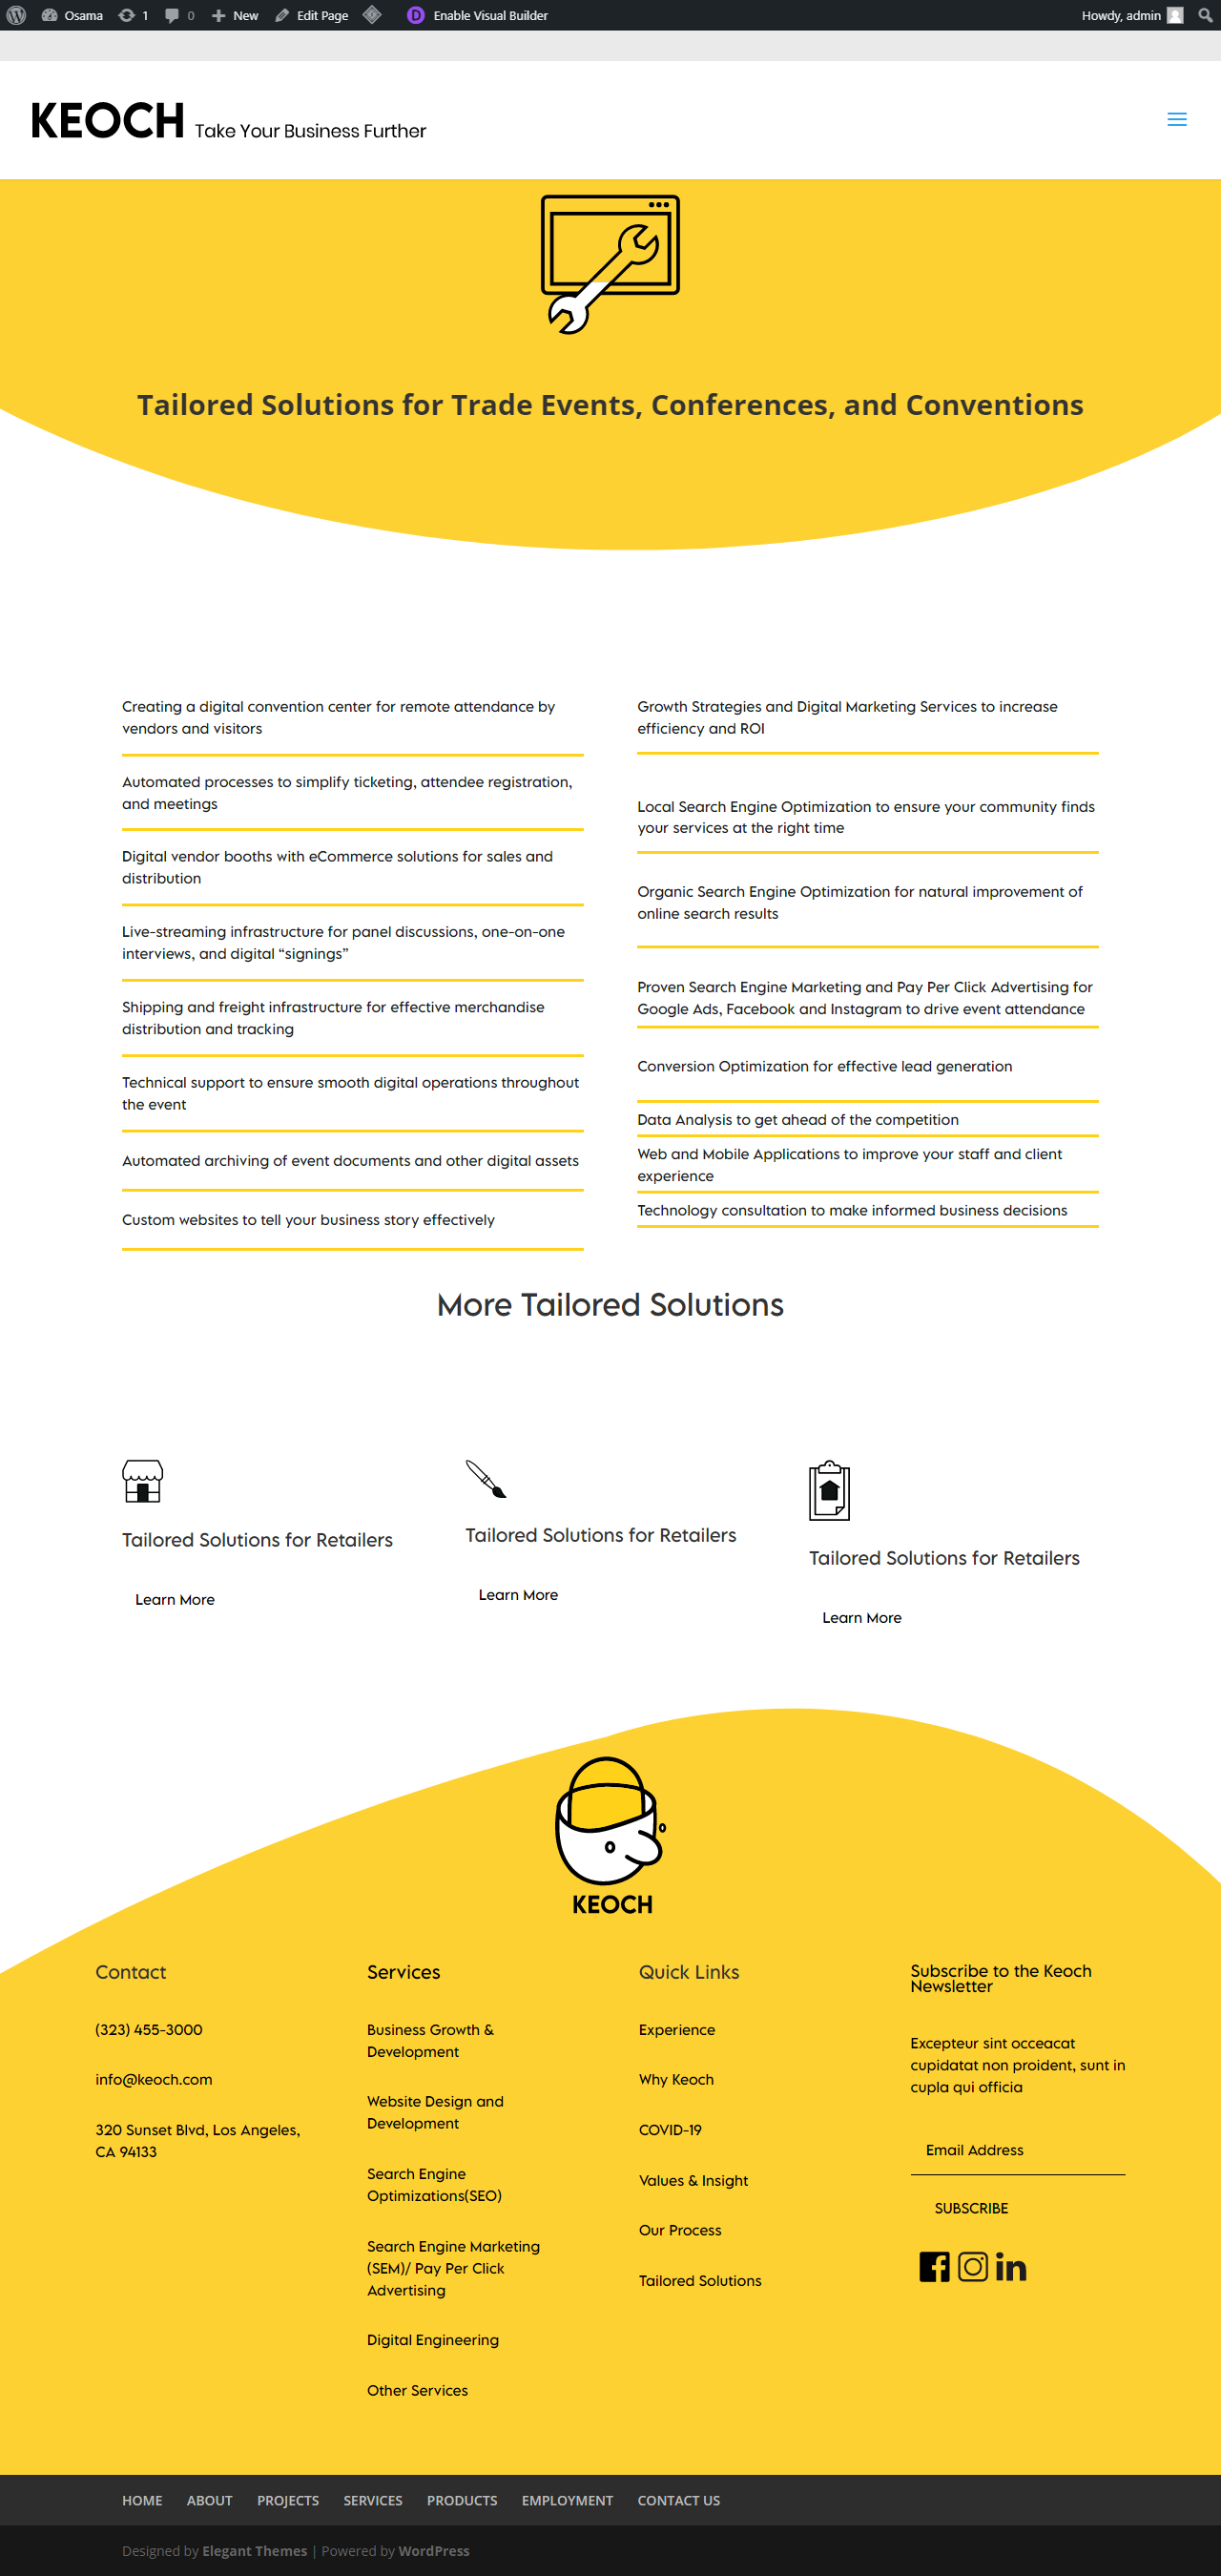 Osama 1 0 New Edit Page D Enable Visual Builder Howdy, admin
KEOCH Take Your Business Further
Tailored Solutions for Trade Events, Conferences, and Conventions
Creating a digital convention center for remote attendance by
vendors and visitors
Automated processes to simplify ticketing, attendee registration,
and meetings
Digital vendor booths with eCommerce solutions for sales and
distribution
Live-streaming infrastructure for panel discussions, one-on-one
interviews, and digital “signings”
Shipping and freight infrastructure for effective merchandise
distribution and tracking
Technical support to ensure smooth digital operations throughout
the event
Automated archiving of event documents and other digital assets
Custom websites to tell your business story effectively
Growth Strategies and Digital Marketing Services to increase
efficiency and ROI
Local Search Engine Optimization to ensure your community finds
your services at the right time
Organic Search Engine Optimization for natural improvement of
online search results
Proven Search Engine Marketing and Pay Per Click Advertising for
Google Ads, Facebook and Instagram to drive event attendance
Conversion Optimization for effective lead generation
Data Analysis to get ahead of the competition
Web and Mobile Applications to improve your staff and client
experience
Technology consultation to make informed business decisions
More Tailored Solutions
Tailored Solutions for Retailers
Learn More
Tailored Solutions for Retailers
Learn More
Tailored Solutions for Retailers
Learn More
KEOCH
Contact
(323) 455-3000
info@keoch.com
320 Sunset Blvd, Los Angeles,
CA 94133
Services
Business Growth &
Development
Website Design and
Development
Search Engine
Optimizations(SEO)
Search Engine Marketing
(SEM)/ Pay Per Click
Advertising
Digital Engineering
Other Services
Quick Links
Experience
Why Keoch
COVID-19
Values & Insight
Our Process
Tailored Solutions
Subscribe to the Keoch
Newsletter
Excepteur sint occeacat
cupidatat non proident, sunt in
cupla qui officia
Email Address
SUBSCRIBE
HOME ABOUT PROJECTS SERVICES PRODUCTS EMPLOYMENT CONTACT US
Designed by Elegant Themes | Powered by WordPress